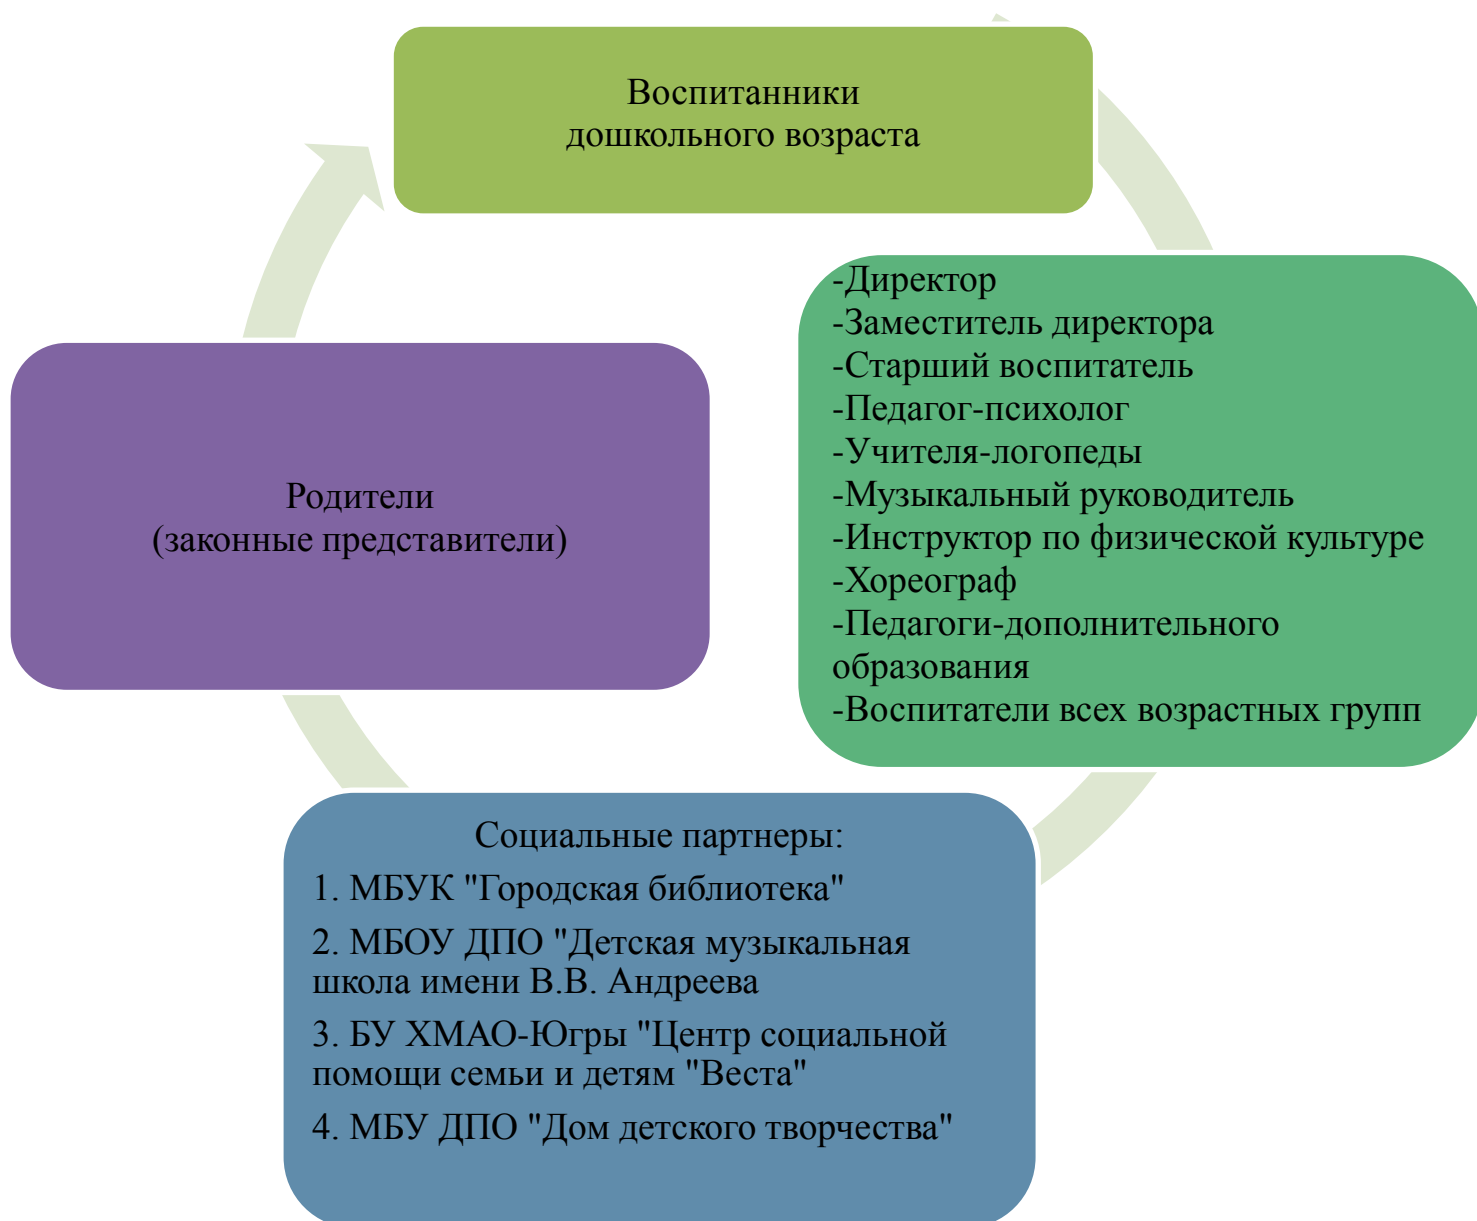 Воспитанники
дошкольного возраста
-Директор
-Заместитель директора
-Старший воспитатель
-Педагог-психолог
-Учителя-логопеды
-Музыкальный руководитель
-Инструктор по физической культуре
-Хореограф
-Педагоги-дополнительного
образования
-Воспитатели всех возрастных групп
Социальные партнеры:
1. МБУК "Городская библиотека"
2. МБОУ ДПО "Детская музыкальная
школа имени В.В. Андреева
3. БУ ХМАО-Югры "Центр социальной
помощи семьи и детям "Веста"
4. МБУ ДПО "Дом детского творчества"
Родители
(законные представители)